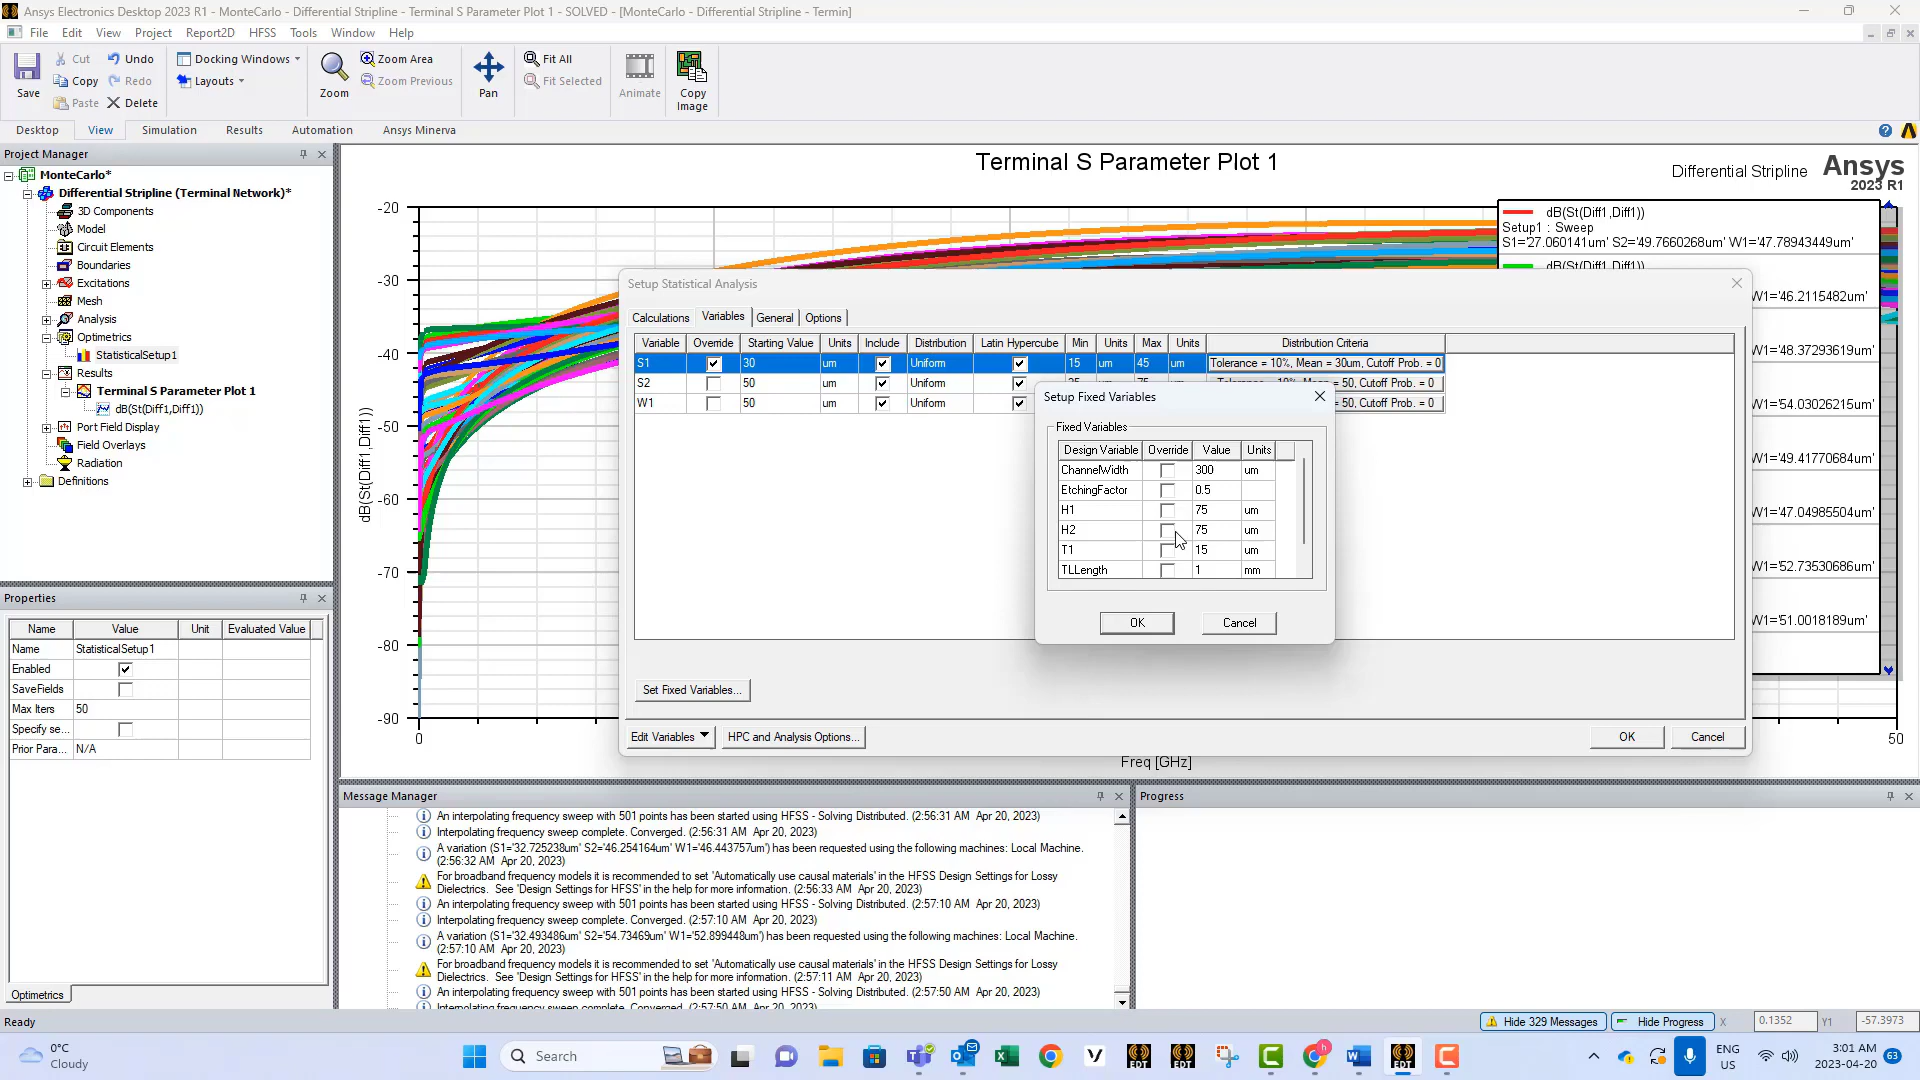 Ansys Electronics Desktop 2023 R1 - MonteCarlo - Differential Stripline - Terminal S Parameter Plot 1 - SOLVED - [MonteCarlo - Differential Stripline - Termin]
File Edit View Project Report2D HFSS Tools Window Help
Save
Cut
Copy
Paste
Undo
Redo
Delete
Docking Windows
Layouts
Zoom
Zoom Area
Zoom Previous
Pan
Fit All
Fit Selected
Animate
Copy
Image
Desktop View Simulation Results Automation Ansys Minerva
Project Manager
MonteCarlo*
Differential Stripline (Terminal Network)*
3D Components
Model
Circuit Elements
Boundaries
Excitations
Mesh
Analysis
Optimetrics
StatisticalSetup1
Results
Terminal S Parameter Plot 1
dB(St(Diff1,Diff1))
Port Field Display
Field Overlays
Radiation
Definitions
Properties
Name Value Unit Evaluated Value
Name StatisticalSetup1
Enabled
SaveFields
Max Iters 50
Specify se...
Prior Para... N/A
Optimetrics
Terminal S Parameter Plot 1
Differential Stripline
Ansys
2023 R1
-20
-30
-40
-50
-60
-70
-80
-90
dB(St(Diff1,Diff1))
0
50
Freq [GHz]
dB(St(Diff1,Diff1))
Setup1 : Sweep
S1='27.060141um' S2='49.7660268um' W1='47.78943449um'
dB(St(Diff1,Diff1))
W1='46.2115482um'
W1='48.37293619um'
W1='54.03026215um'
W1='49.41770684um'
W1='47.04985504um'
W1='52.73530686um'
W1='51.0018189um'
Setup Statistical Analysis
Calculations Variables General Options
Variable Override Starting Value Units Include Distribution Latin Hypercube Min Units Max Units Distribution Criteria
S1 30 um Uniform 15 um 45 um Tolerance = 10%, Mean = 30um, Cutoff Prob. = 0
S2 50 um Uniform = 50, Cutoff Prob. = 0
W1 50 um Uniform = 50, Cutoff Prob. = 0
Set Fixed Variables...
Edit Variables HPC and Analysis Options... OK Cancel
Setup Fixed Variables
Fixed Variables
Design Variable Override Value Units
ChannelWidth 300 um
EtchingFactor 0.5
H1 75 um
H2 75 um
T1 15 um
TLLength 1 mm
OK Cancel
Message Manager
An interpolating frequency sweep with 501 points has been started using HFSS - Solving Distributed. (2:56:31 AM Apr 20, 2023)
Interpolating frequency sweep complete. Converged. (2:56:31 AM Apr 20, 2023)
A variation (S1='32.725238um' S2='46.254164um' W1='46.443757um') has been requested using the following machines: Local Machine.
(2:56:32 AM Apr 20, 2023)
For broadband frequency models it is recommended to set 'Automatically use causal materials' in the HFSS Design Settings for Lossy
Dielectrics. See 'Design Settings for HFSS' in the help for more information. (2:56:33 AM Apr 20, 2023)
An interpolating frequency sweep with 501 points has been started using HFSS - Solving Distributed. (2:57:10 AM Apr 20, 2023)
Interpolating frequency sweep complete. Converged. (2:57:10 AM Apr 20, 2023)
A variation (S1='32.493486um' S2='54.73469um' W1='52.899448um') has been requested using the following machines: Local Machine.
(2:57:10 AM Apr 20, 2023)
For broadband frequency models it is recommended to set 'Automatically use causal materials' in the HFSS Design Settings for Lossy
Dielectrics. See 'Design Settings for HFSS' in the help for more information. (2:57:11 AM Apr 20, 2023)
An interpolating frequency sweep with 501 points has been started using HFSS - Solving Distributed. (2:57:50 AM Apr 20, 2023)
Interpolating frequency sweep complete. Converged. (2:57:50 AM Apr 20, 2023)
Progress
Ready
Hide 329 Messages Hide Progress X 0.1352 Y1 -57.3973
0°C
Cloudy
Search
EDT EDT EDT
ENG
US
3:01 AM
2023-04-20
63